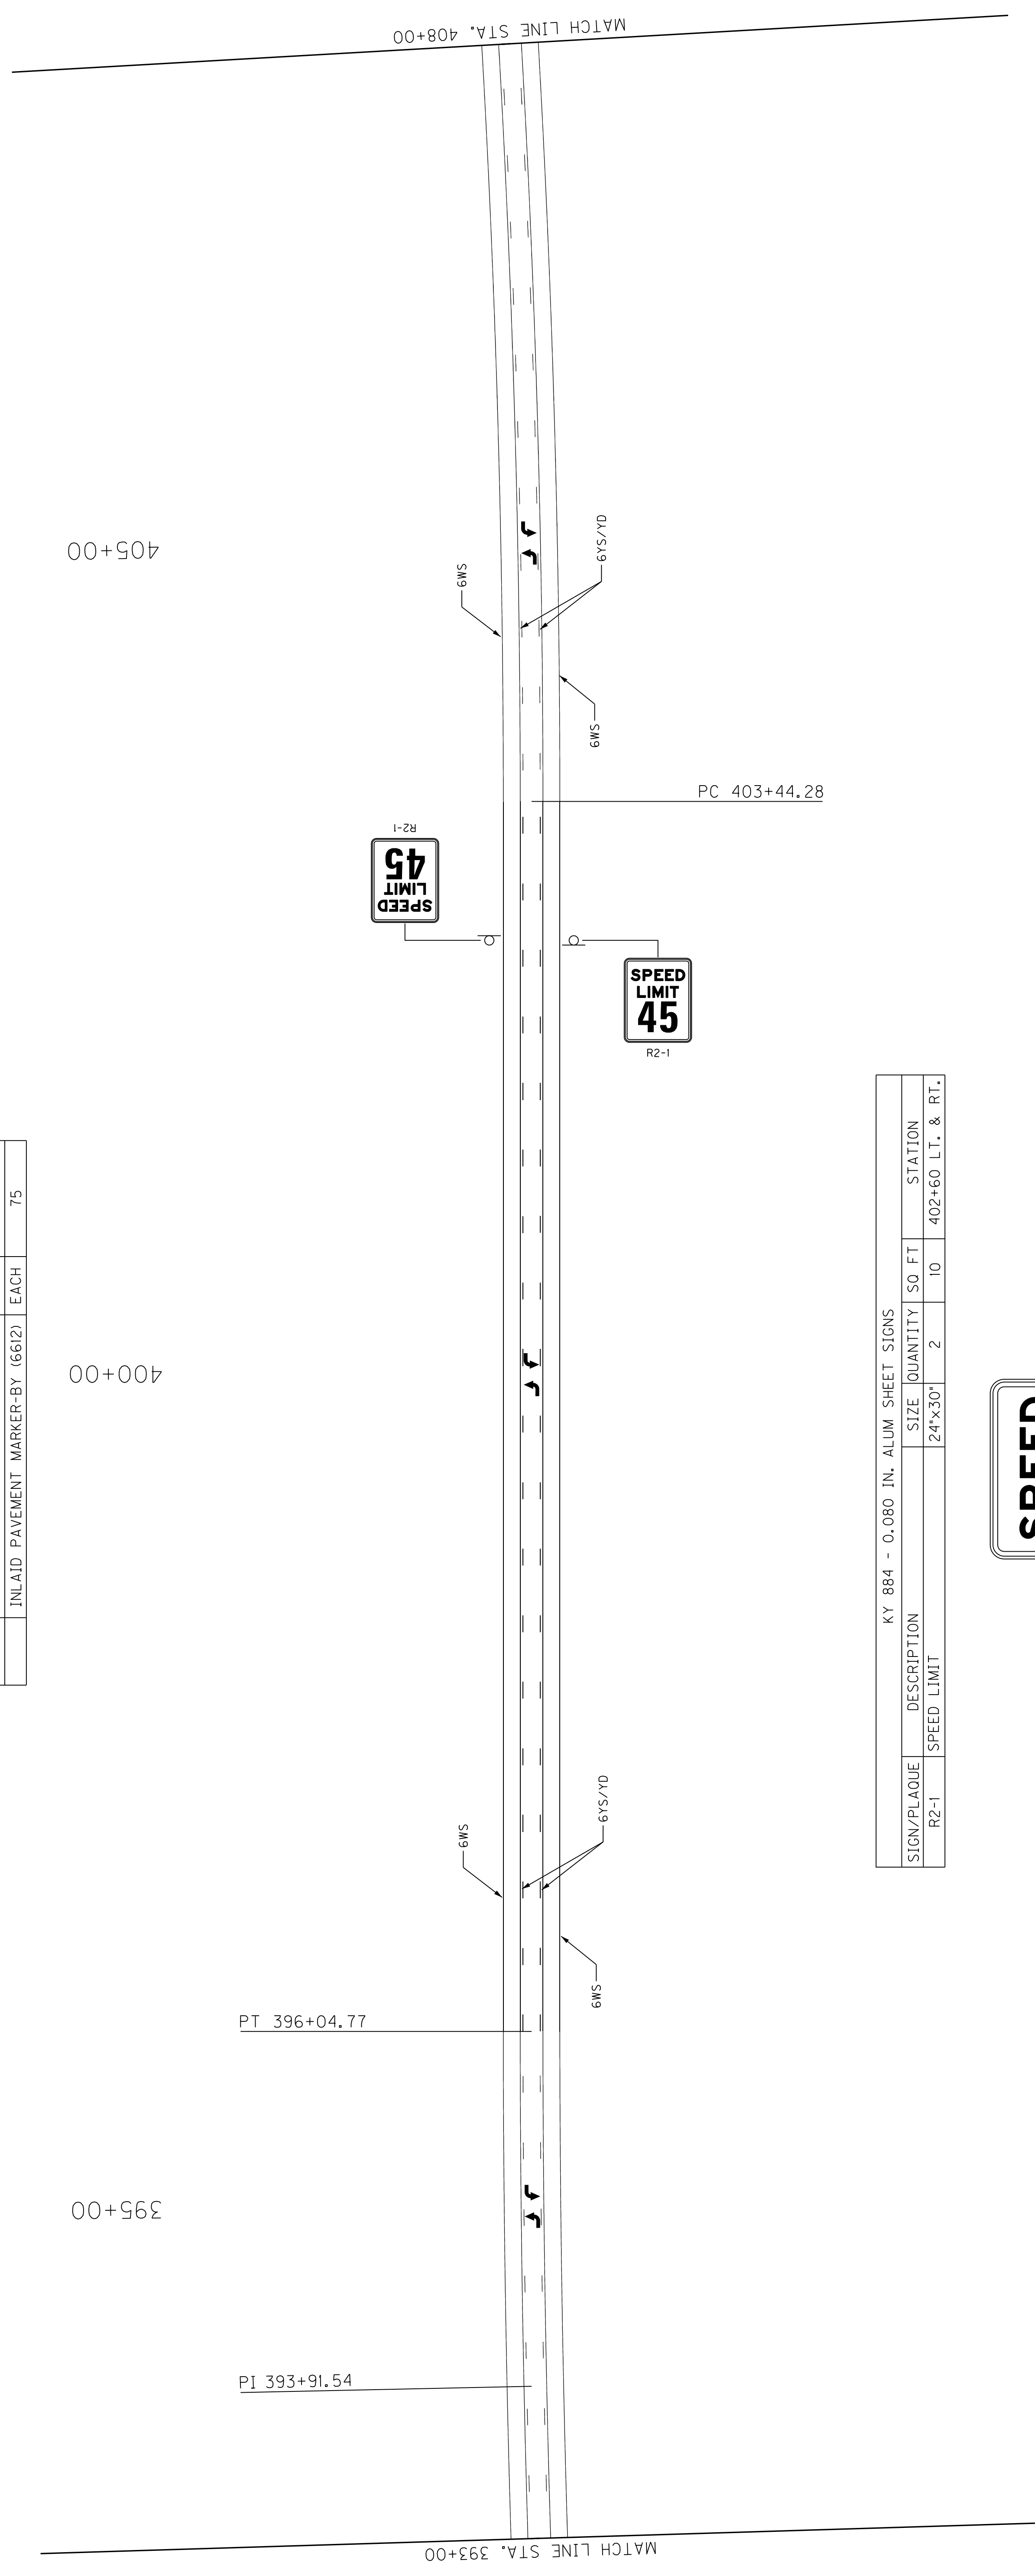 MATCH LINE STA. 408+00
405+00
6WS
6YS/YD
6WS
PC 403+44.28
R2-1
SPEED
LIMIT
45
SPEED
LIMIT
45
R2-1
INLAID PAVEMENT MARKER-BY (6612) EACH 75
400+00
KY 884 - 0.080 IN. ALUM SHEET SIGNS
SIGN/PLAQUE DESCRIPTION SIZE QUANTITY SQ FT STATION
R2-1 SPEED LIMIT 24"x30" 2 10 402+60 LT. & RT.
SPEED
6WS
6YS/YD
6WS
PT 396+04.77
395+00
PI 393+91.54
MATCH LINE STA. 393+00